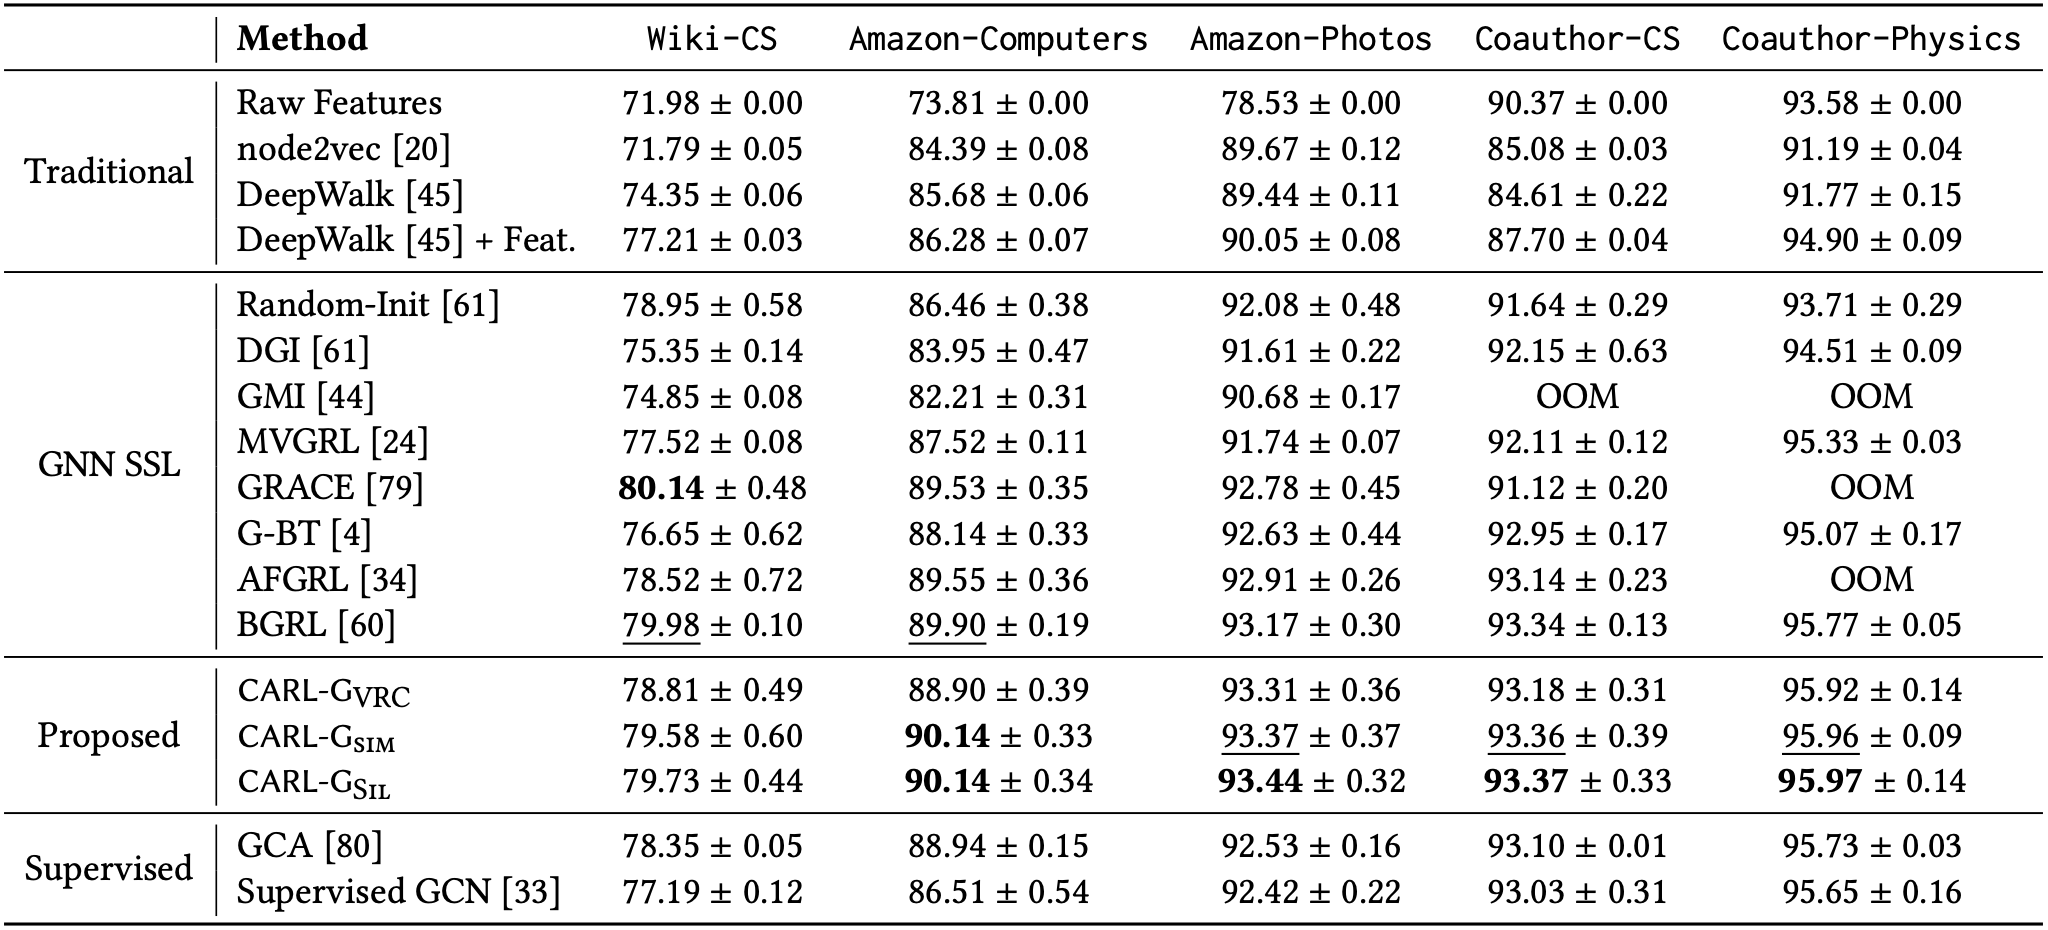 Method Wiki-CS Amazon-Computers Amazon-Photos Coauthor-CS Coauthor-Physics
Traditional
Raw Features 71.98 ± 0.00 73.81 ± 0.00 78.53 ± 0.00 90.37 ± 0.00 93.58 ± 0.00
node2vec [20] 71.79 ± 0.05 84.39 ± 0.08 89.67 ± 0.12 85.08 ± 0.03 91.19 ± 0.04
DeepWalk [45] 74.35 ± 0.06 85.68 ± 0.06 89.44 ± 0.11 84.61 ± 0.22 91.77 ± 0.15
DeepWalk [45] + Feat. 77.21 ± 0.03 86.28 ± 0.07 90.05 ± 0.08 87.70 ± 0.04 94.90 ± 0.09
GNN SSL
Random-Init [61] 78.95 ± 0.58 86.46 ± 0.38 92.08 ± 0.48 91.64 ± 0.29 93.71 ± 0.29
DGI [61] 75.35 ± 0.14 83.95 ± 0.47 91.61 ± 0.22 92.15 ± 0.63 94.51 ± 0.09
GMI [44] 74.85 ± 0.08 82.21 ± 0.31 90.68 ± 0.17 OOM OOM
MVGRL [24] 77.52 ± 0.08 87.52 ± 0.11 91.74 ± 0.07 92.11 ± 0.12 95.33 ± 0.03
GRACE [79] 80.14 ± 0.48 89.53 ± 0.35 92.78 ± 0.45 91.12 ± 0.20 OOM
G-BT [4] 76.65 ± 0.62 88.14 ± 0.33 92.63 ± 0.44 92.95 ± 0.17 95.07 ± 0.17
AFGRL [34] 78.52 ± 0.72 89.55 ± 0.36 92.91 ± 0.26 93.14 ± 0.23 OOM
BGRL [60] 79.98 ± 0.10 89.90 ± 0.19 93.17 ± 0.30 93.34 ± 0.13 95.77 ± 0.05
Proposed
CARL-GVRC 78.81 ± 0.49 88.90 ± 0.39 93.31 ± 0.36 93.18 ± 0.31 95.92 ± 0.14
CARL-GSIM 79.58 ± 0.60 90.14 ± 0.33 93.37 ± 0.37 93.36 ± 0.39 95.96 ± 0.09
CARL-GSIL 79.73 ± 0.44 90.14 ± 0.34 93.44 ± 0.32 93.37 ± 0.33 95.97 ± 0.14
Supervised
GCA [80] 78.35 ± 0.05 88.94 ± 0.15 92.53 ± 0.16 93.10 ± 0.01 95.73 ± 0.03
Supervised GCN [33] 77.19 ± 0.12 86.51 ± 0.54 92.42 ± 0.22 93.03 ± 0.31 95.65 ± 0.16